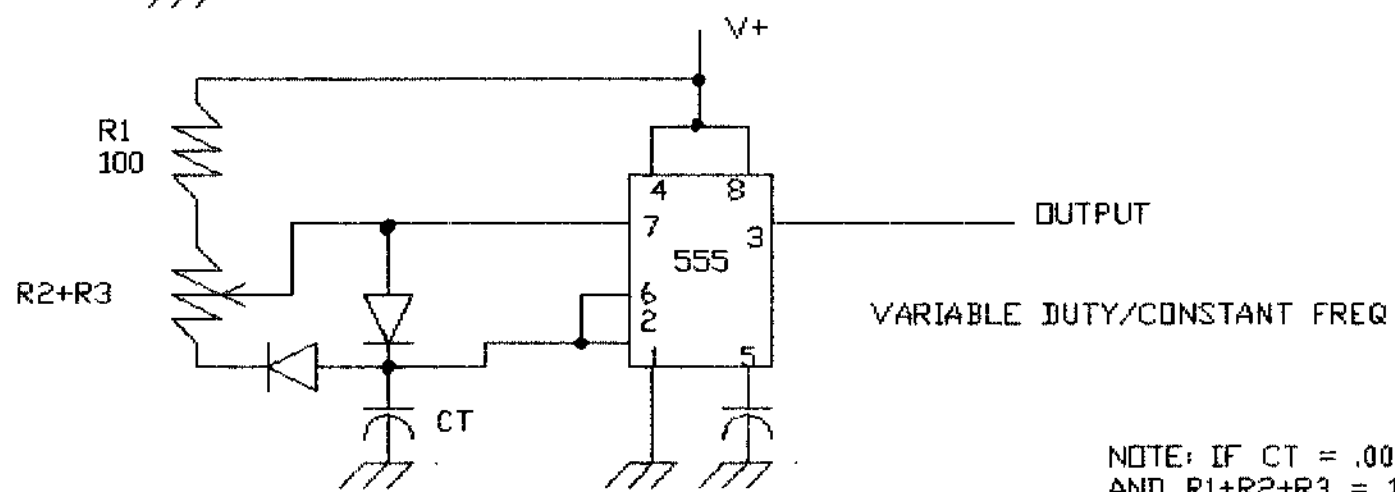 V+
R1
100
4 8
7
3
OUTPUT
555
R2+R3
6
2
VARIABLE DUTY/CONSTANT FREQ
1
5
CT
NOTE: IF CT = .00
AND R1+R2+R3 = 1